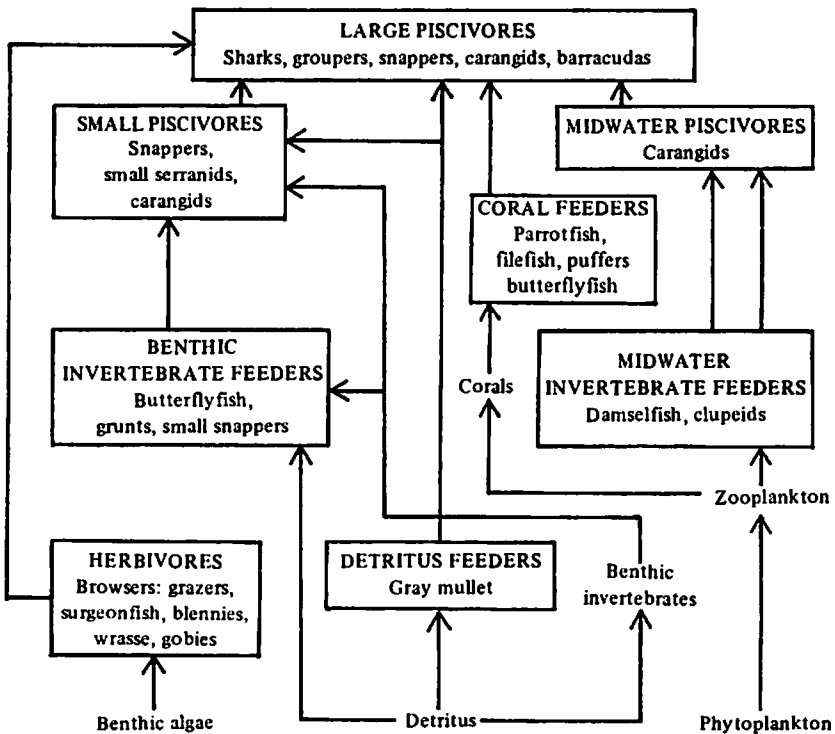 LARGE PISCIVORES
Sharks, groupers, snappers, carangids, barracudas
SMALL PISCIVORES
Snappers,
small serranids,
carangids
MIDWATER PISCIVORES
Carangids
CORAL FEEDERS
Parrotfish,
filefish, puffers
butterflyfish
BENTHIC
INVERTEBRATE FEEDERS
Butterflyfish,
grunts, small snappers
Corals
MIDWATER
INVERTEBRATE FEEDERS
Damselfish, clupeids
Zooplankton
HERBIVORES
Browsers: grazers,
surgeonfish, blennies,
wrasse, gobies
DETRITUS FEEDERS
Gray mullet
Benthic
invertebrates
Benthic algae
Detritus
Phytoplankton